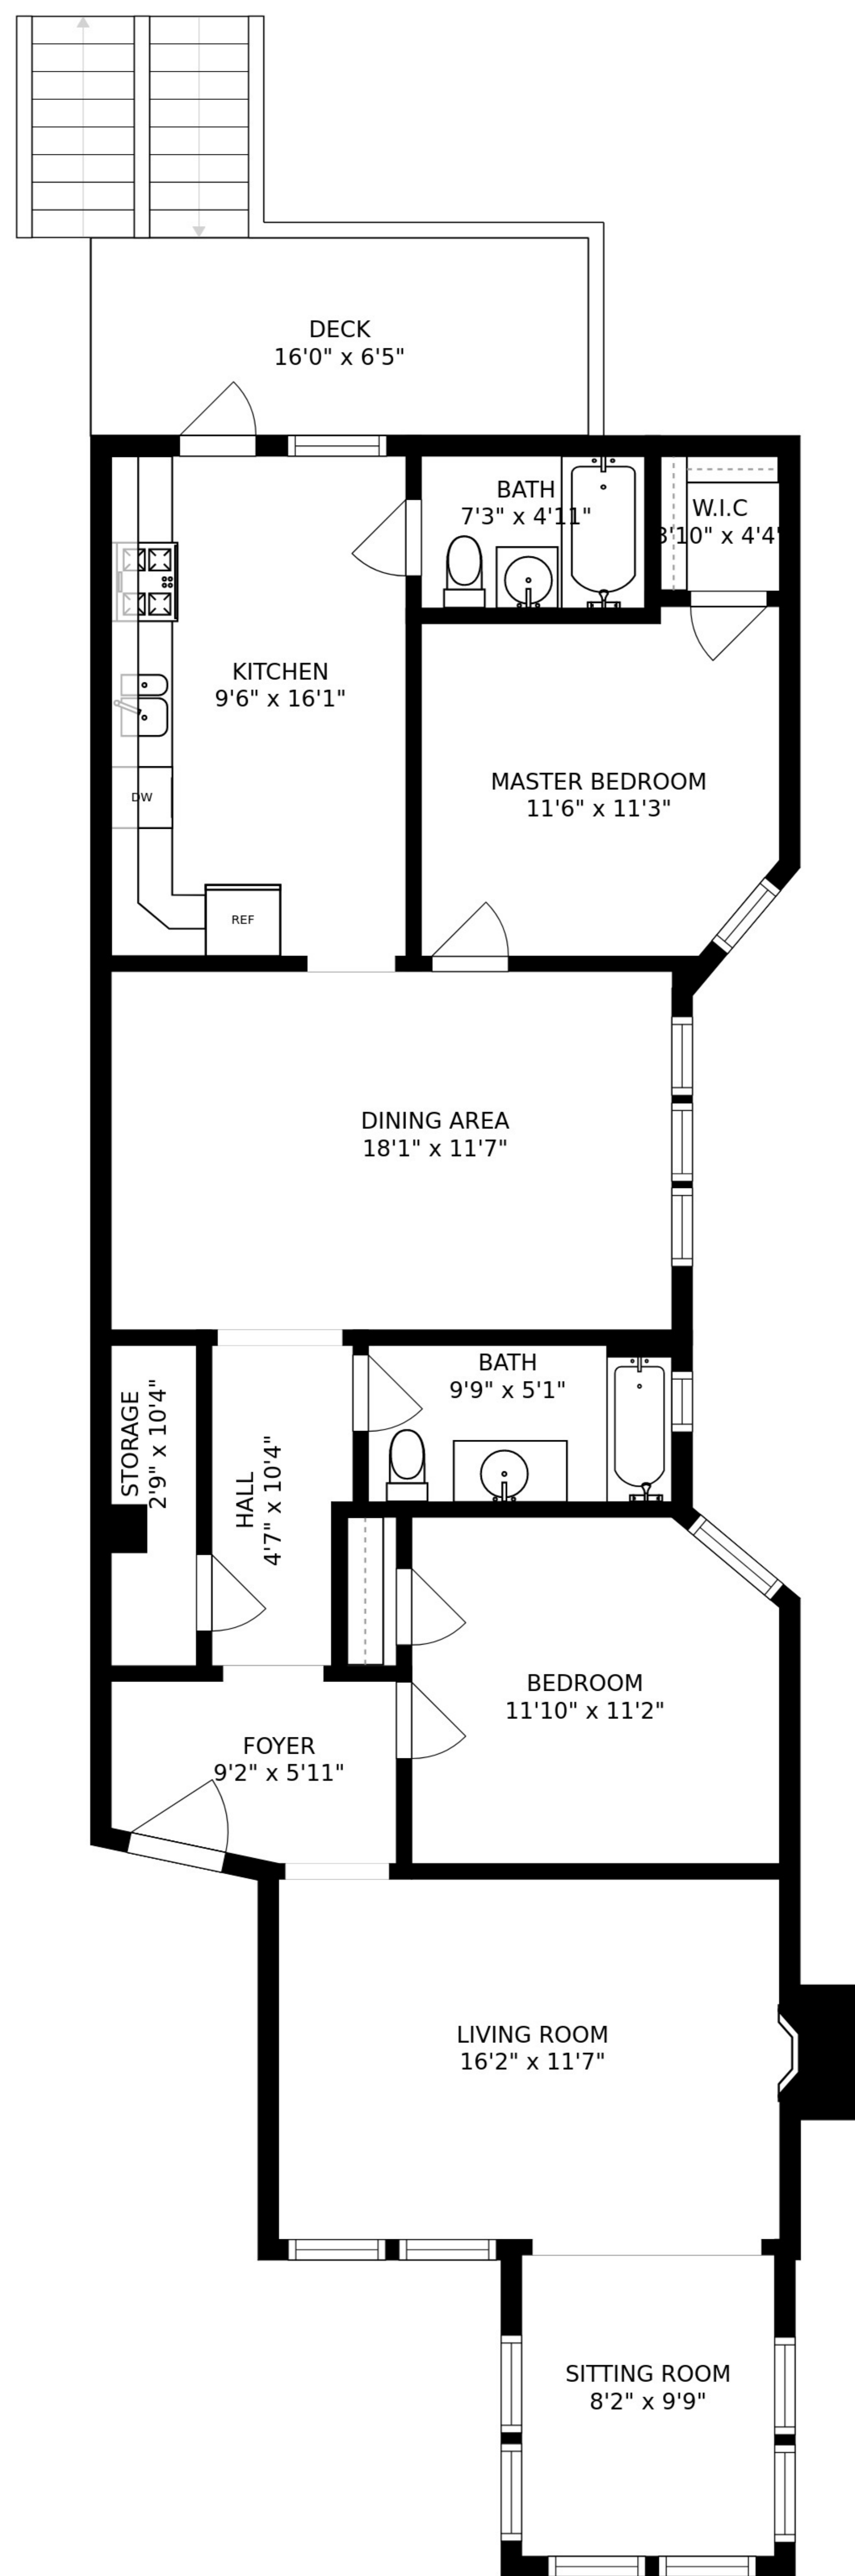 DECK
16'0" x 6'5"
BATH
7'3" x 4'11"
W.I.C
3'10" x 4'4"
KITCHEN
9'6" x 16'1"
MASTER BEDROOM
11'6" x 11'3"
DW
REF
DINING AREA
18'1" x 11'7"
BATH
9'9" x 5'1"
STORAGE
2'9" x 10'4"
HALL
4'7" x 10'4"
BEDROOM
11'10" x 11'2"
FOYER
9'2" x 5'11"
LIVING ROOM
16'2" x 11'7"
SITTING ROOM
8'2" x 9'9"